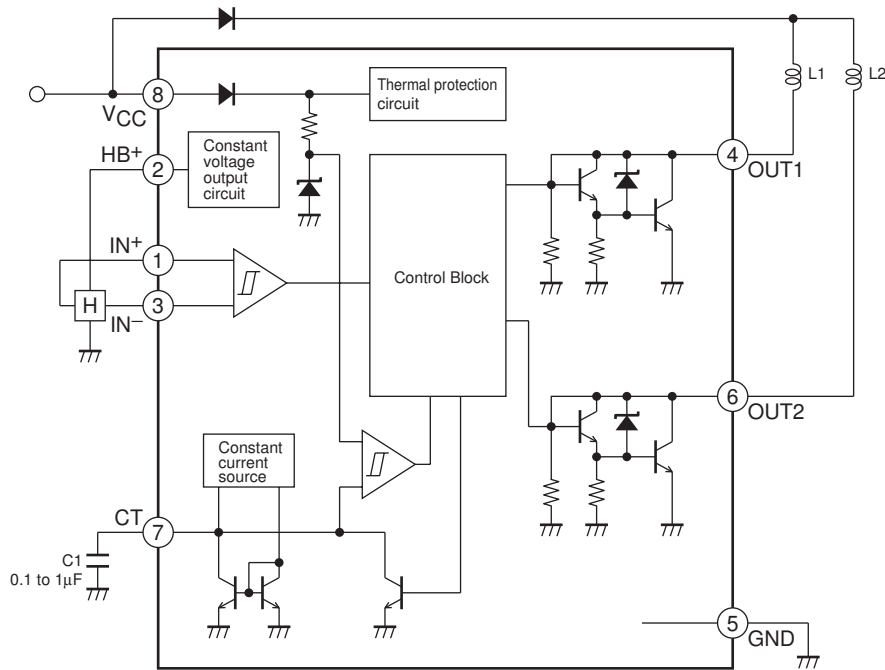 L1
L2
8
VCC
Thermal protection
circuit
HB+
2
Constant
voltage
output
circuit
4
OUT1
IN+
1
Control Block
H
3
IN−
6
OUT2
Constant
current
source
CT
7
C1
0.1 to 1μF
5
GND